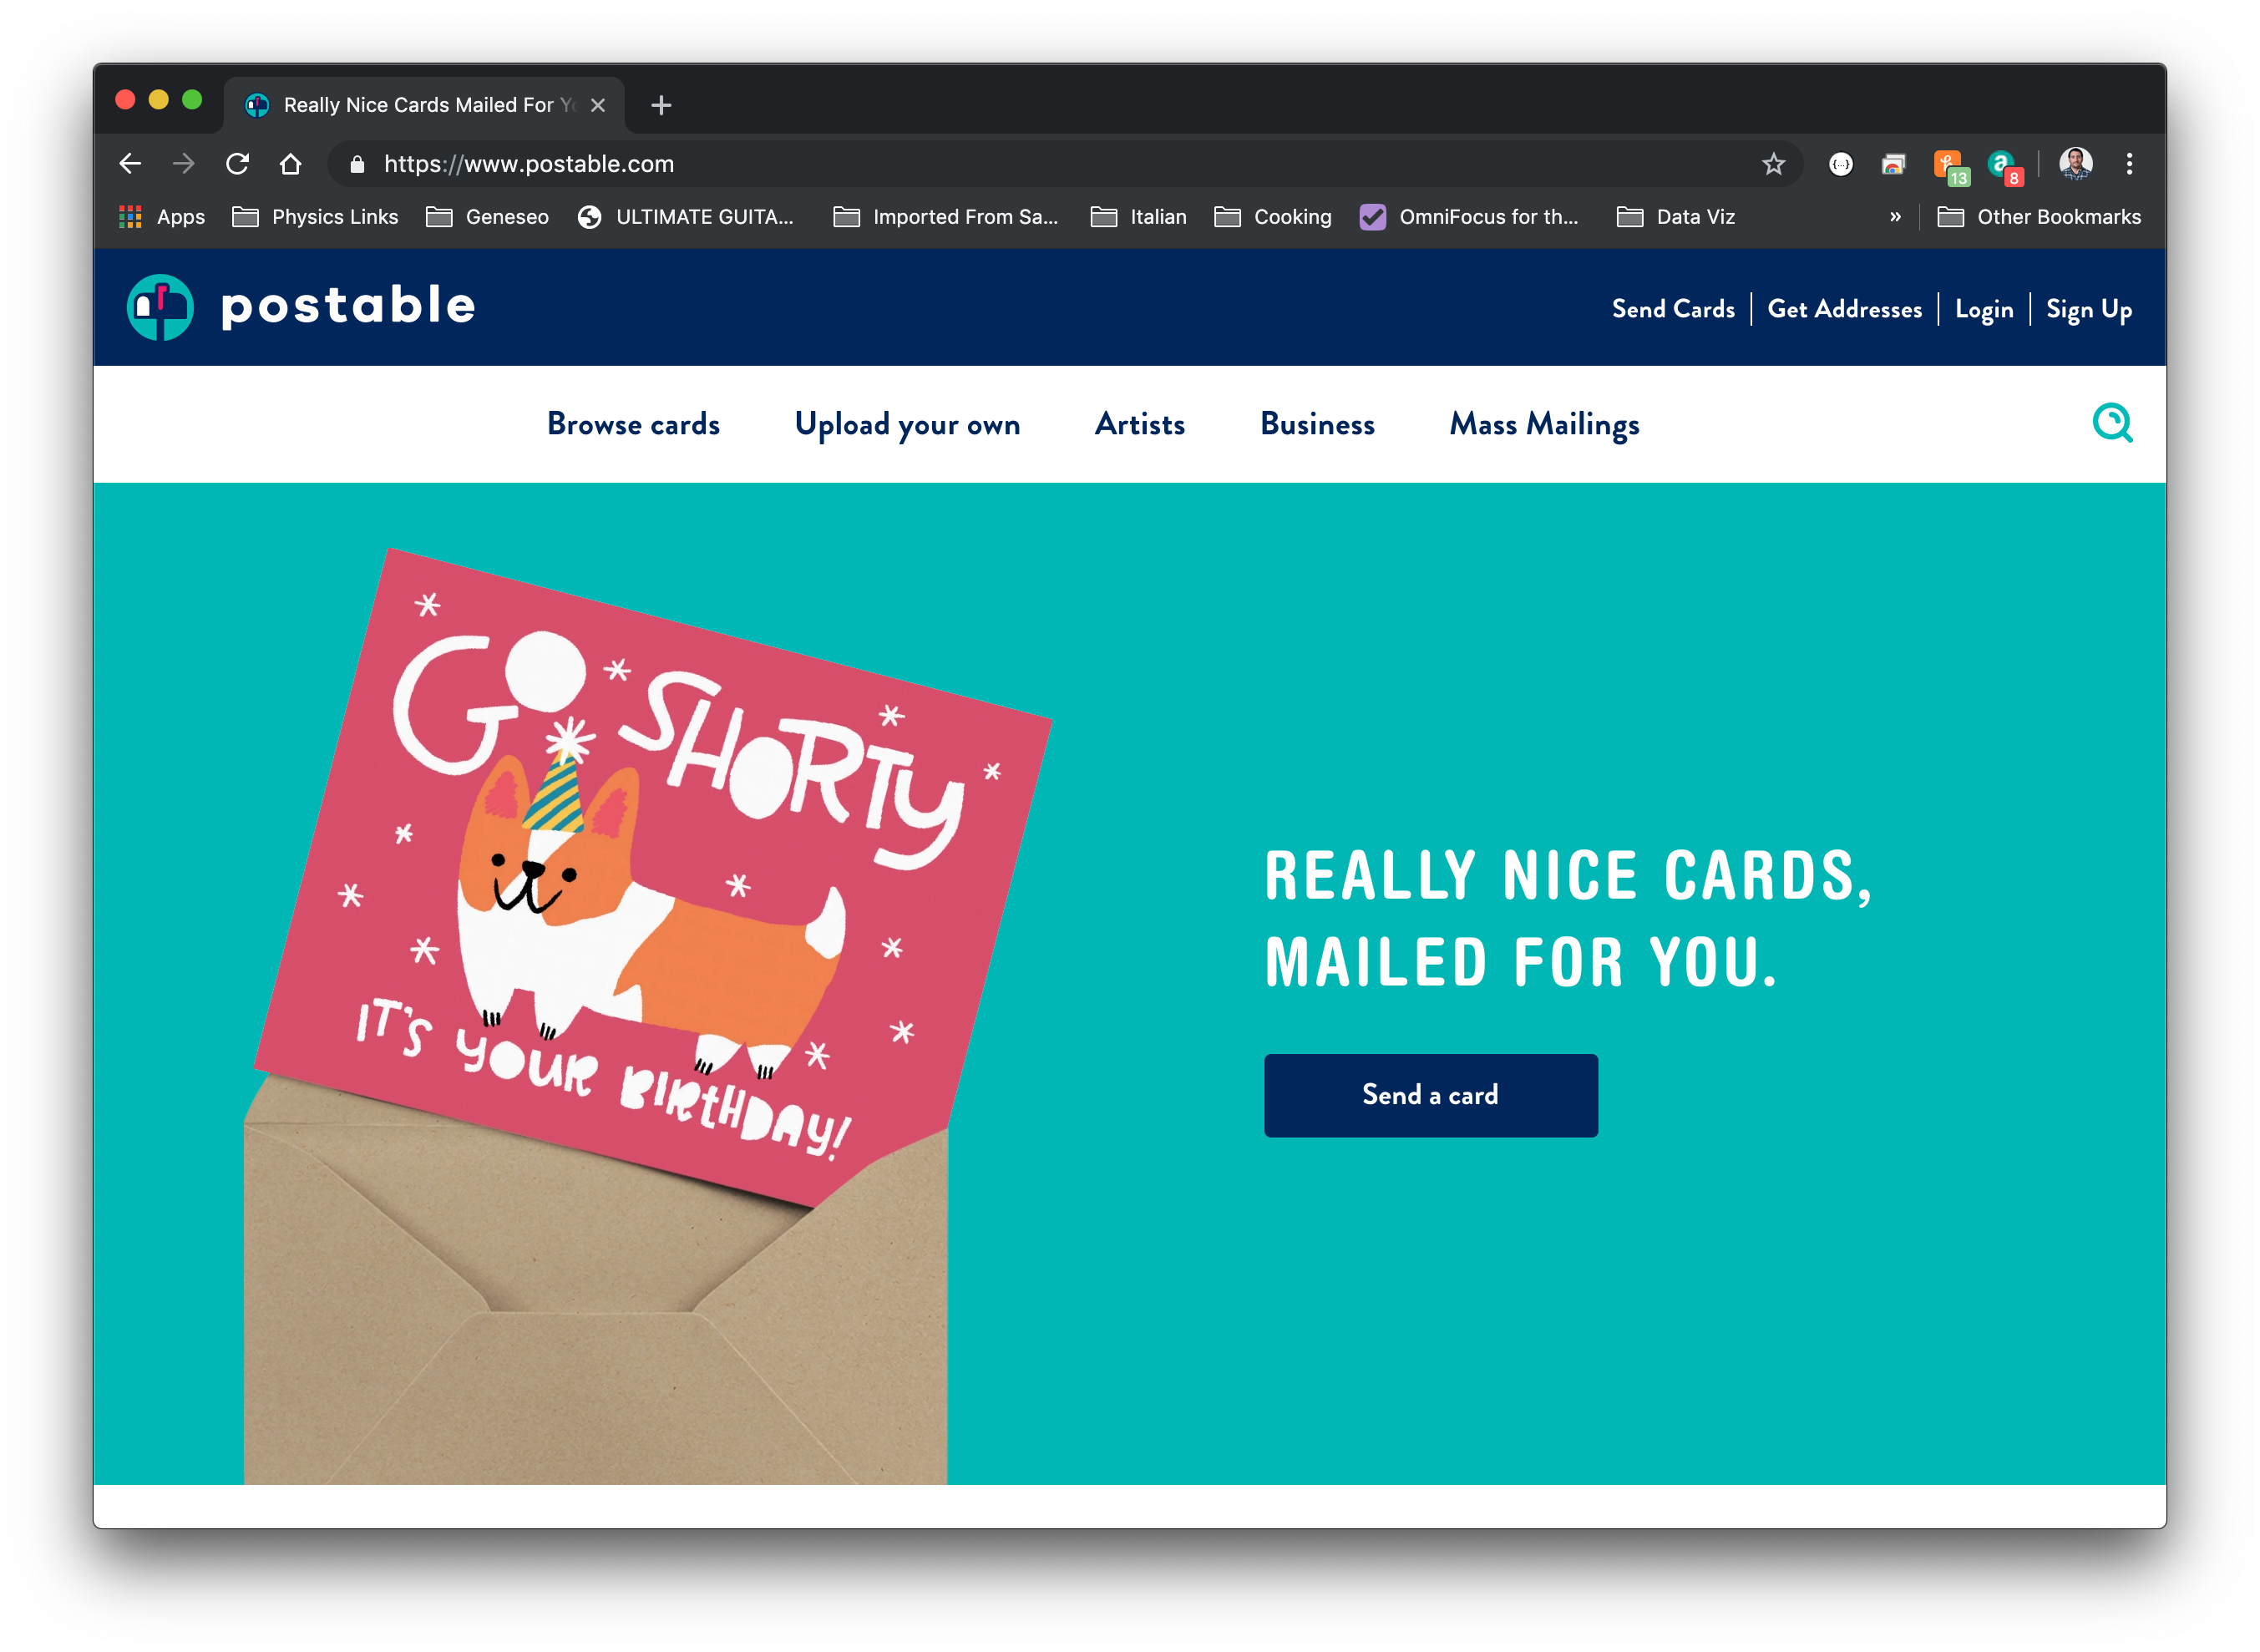 Really Nice Cards Mailed For Yo
https://www.postable.com
13
8
Apps Physics Links Geneseo ULTIMATE GUITA... Imported From Sa... Italian Cooking OmniFocus for th... Data Viz » Other Bookmarks
postable
Send Cards | Get Addresses | Login | Sign Up
Browse cards Upload your own Artists Business Mass Mailings
GO SHORTY
IT'S YOUR BIRTHDAY!
REALLY NICE CARDS,
MAILED FOR YOU.
Send a card